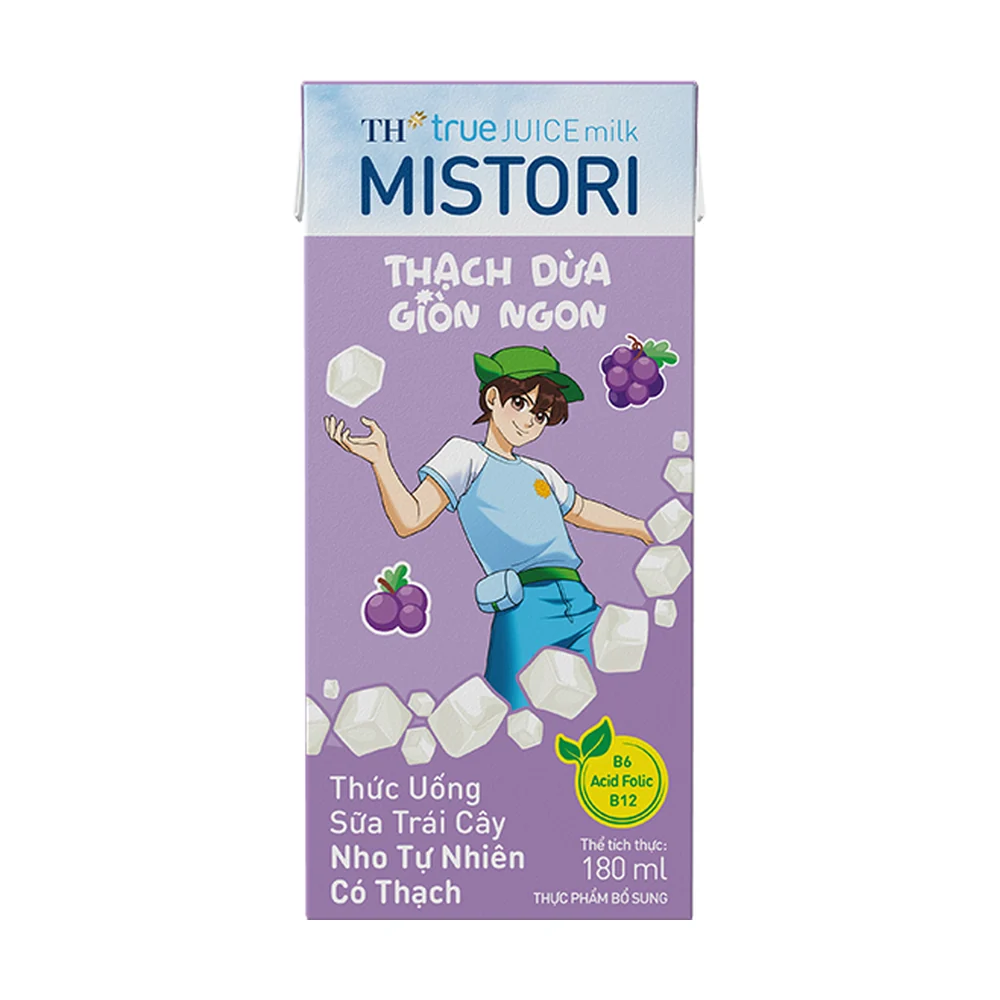 TH true JUICE milk
MISTORI
THẠCH DỪA
GIÒN NGON
B6
Acid Folic
B12
Thức Uống
Sữa Trái Cây
Nho Tự Nhiên
Có Thạch
Thể tích thực:
180 ml
THỰC PHẨM BỔ SUNG